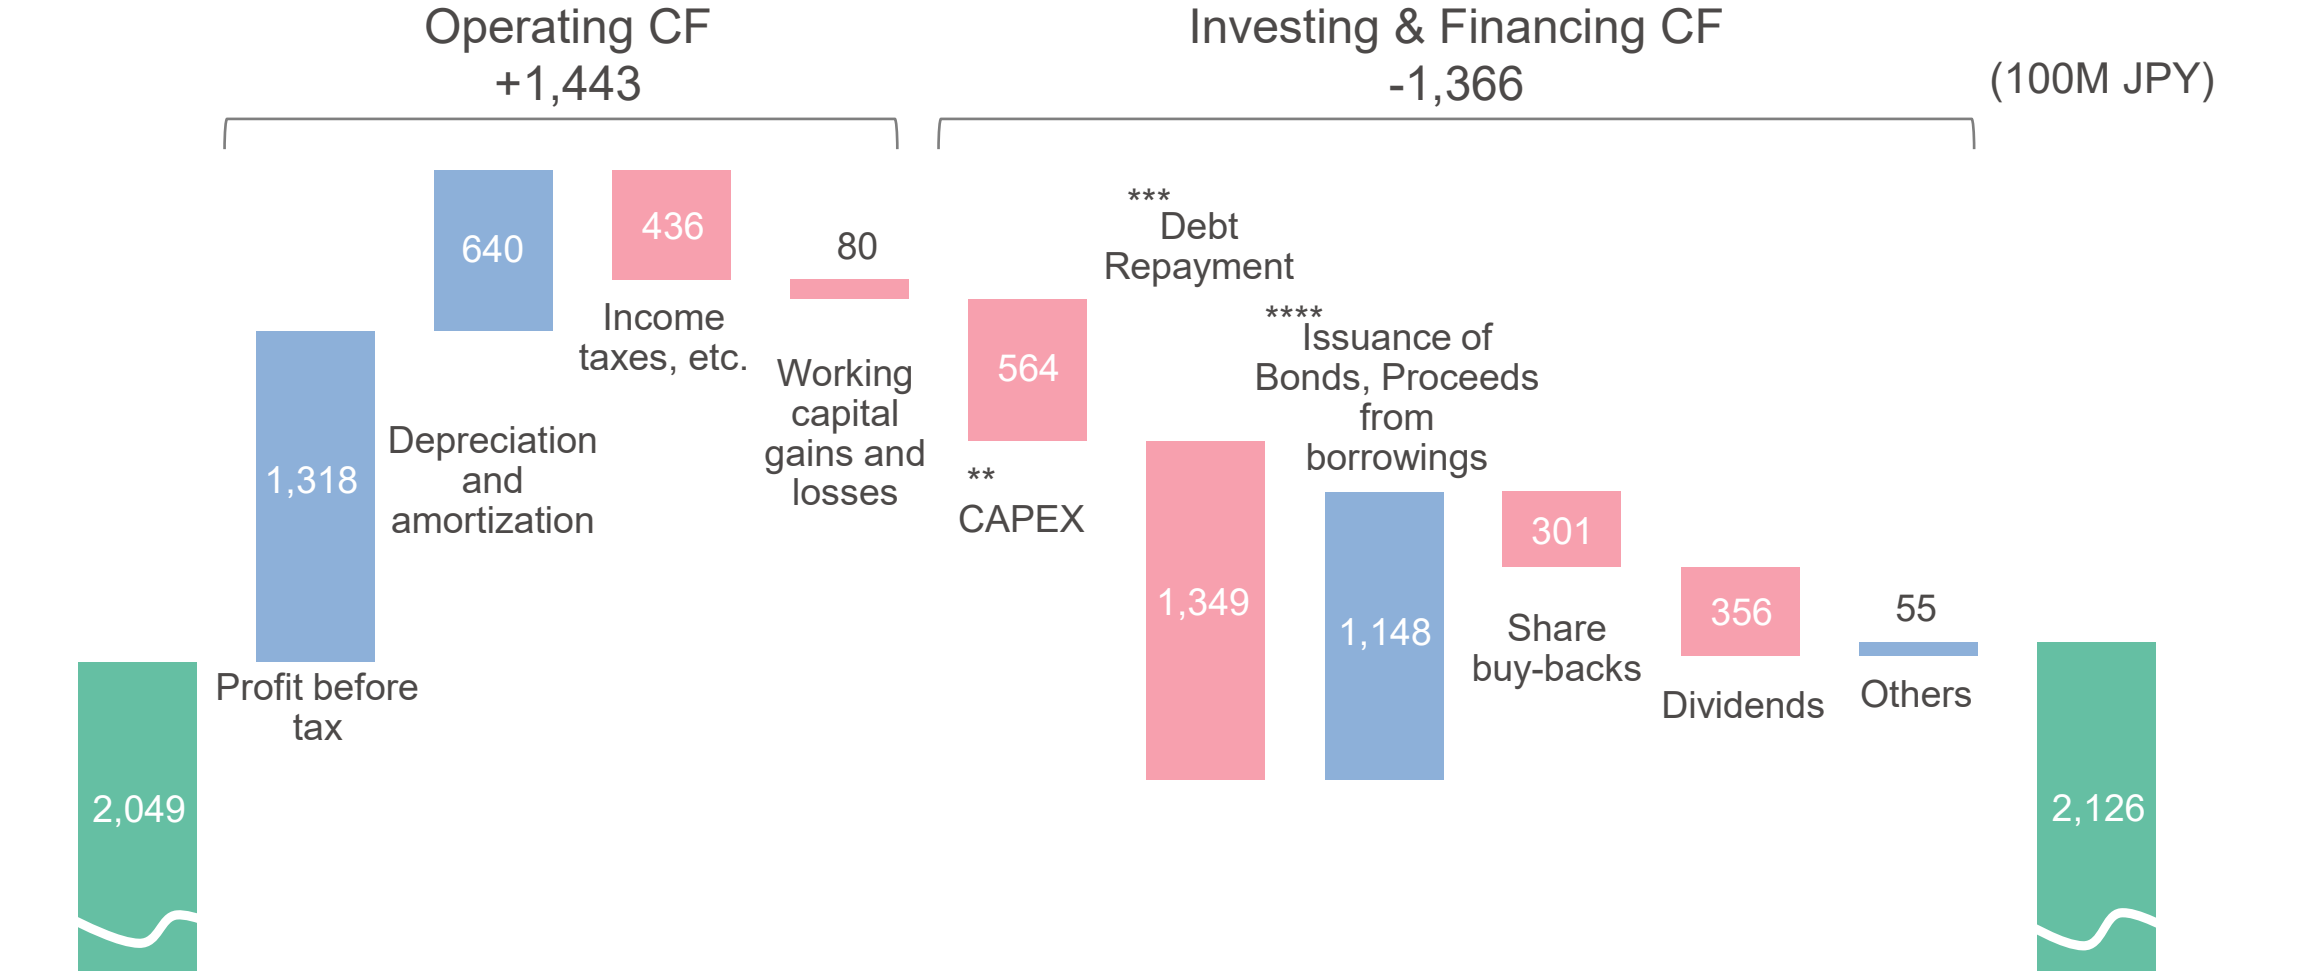 Operating CF
+1,443
Investing & Financing CF
-1,366
(100M JPY)
2,049
1,318
Profit before
tax
640
Depreciation
and
amortization
436
Income
taxes, etc.
80
Working
capital
gains and
losses
564
**
CAPEX
***
Debt
Repayment
1,349
****
Issuance of
Bonds, Proceeds
from
borrowings
1,148
301
Share
buy-backs
356
Dividends
55
Others
2,126